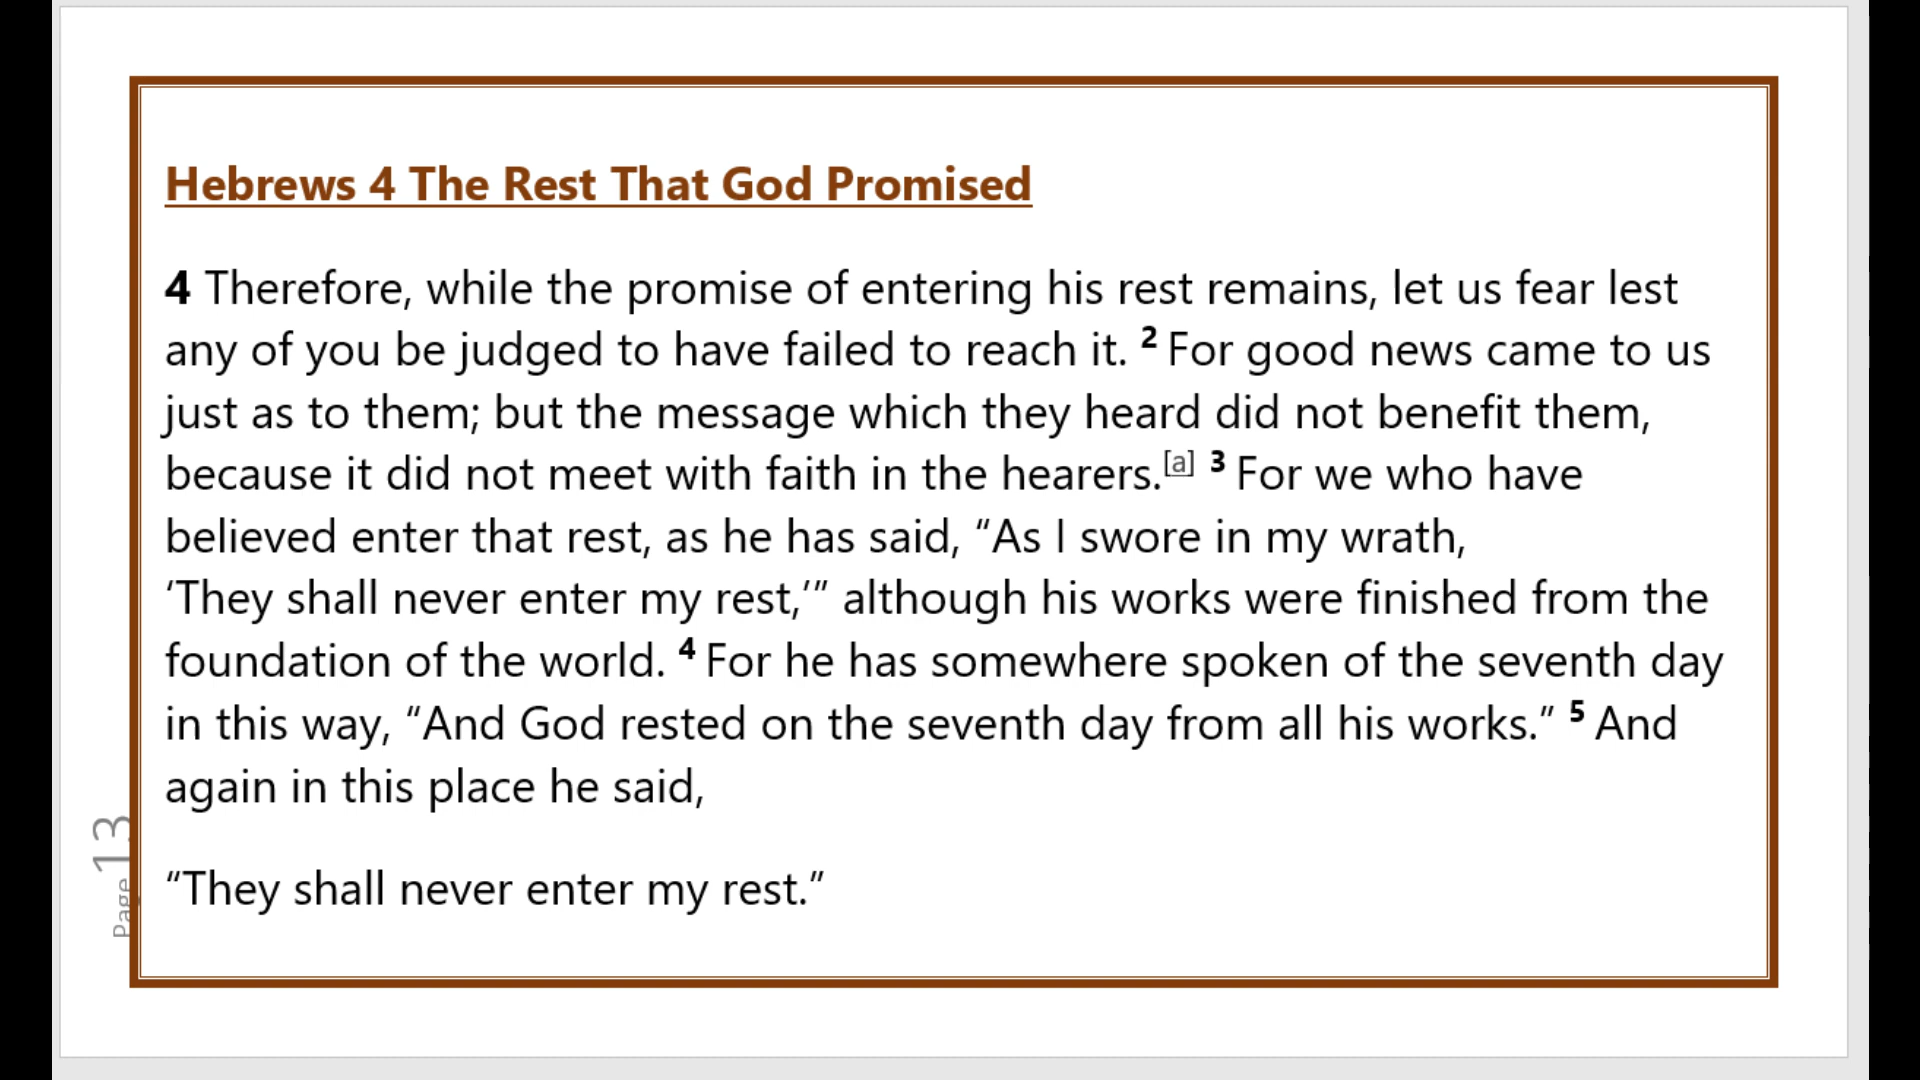 Hebrews 4 The Rest That God Promised
4 Therefore, while the promise of entering his rest remains, let us fear lest
any of you be judged to have failed to reach it. 2 For good news came to us
just as to them; but the message which they heard did not benefit them,
because it did not meet with faith in the hearers.[a] 3 For we who have
believed enter that rest, as he has said, “As I swore in my wrath,
‘They shall never enter my rest,’” although his works were finished from the
foundation of the world. 4 For he has somewhere spoken of the seventh day
in this way, “And God rested on the seventh day from all his works.” 5 And
again in this place he said,
“They shall never enter my rest.”
Page 13